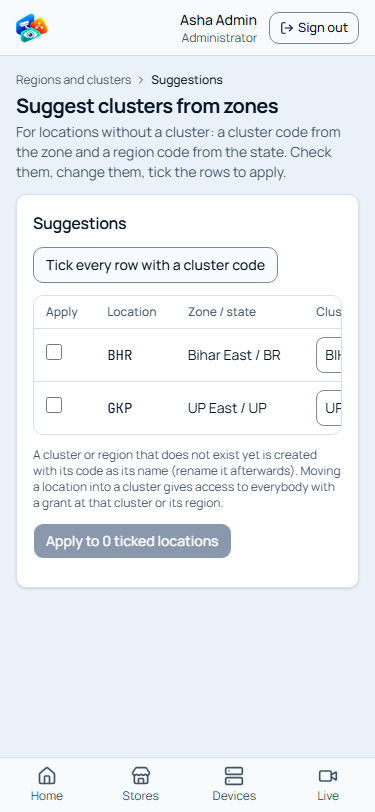 Asha Admin
Administrator
Sign out
Regions and clusters > Suggestions
Suggest clusters from zones
For locations without a cluster: a cluster code from
the zone and a region code from the state. Check
them, change them, tick the rows to apply.
Suggestions
Tick every row with a cluster code
Apply Location Zone / state Clus
BHR Bihar East / BR BIH
GKP UP East / UP UP
A cluster or region that does not exist yet is created
with its code as its name (rename it afterwards). Moving
a location into a cluster gives access to everybody with
a grant at that cluster or its region.
Apply to 0 ticked locations
Home Stores Devices Live